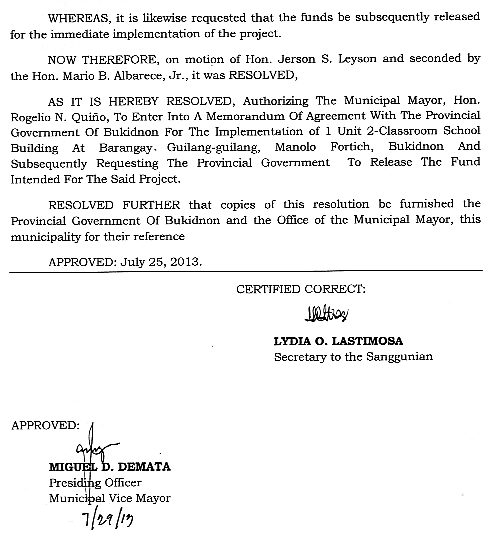 WHEREAS, it is likewise requested that the funds be subsequently released
for the immediate implementation of the project.
NOW THEREFORE, on motion of Hon. Jerson S. Leyson and seconded by
the Hon. Mario B. Albarece, Jr., it was RESOLVED,
AS IT IS HEREBY RESOLVED, Authorizing The Municipal Mayor, Hon.
Rogelio N. Quiño, To Enter Into A Memorandum Of Agreement With The Provincial
Government Of Bukidnon For The Implementation of 1 Unit 2-Classroom School
Building At Barangay. Guilang-guilang, Manolo Fortich, Bukidnon And
Subsequently Requesting The Provincial Government To Release The Fund
Intended For The Said Project.
RESOLVED FURTHER that copies of this resolution be furnished the
Provincial Government Of Bukidnon and the Office of the Municipal Mayor, this
municipality for their reference
APPROVED: July 25, 2013.
CERTIFIED CORRECT:
LYDIA O. LASTIMOSA
Secretary to the Sanggunian
APPROVED:
MIGUEL D. DEMATA
Presiding Officer
Municipal Vice Mayor
7/29/13